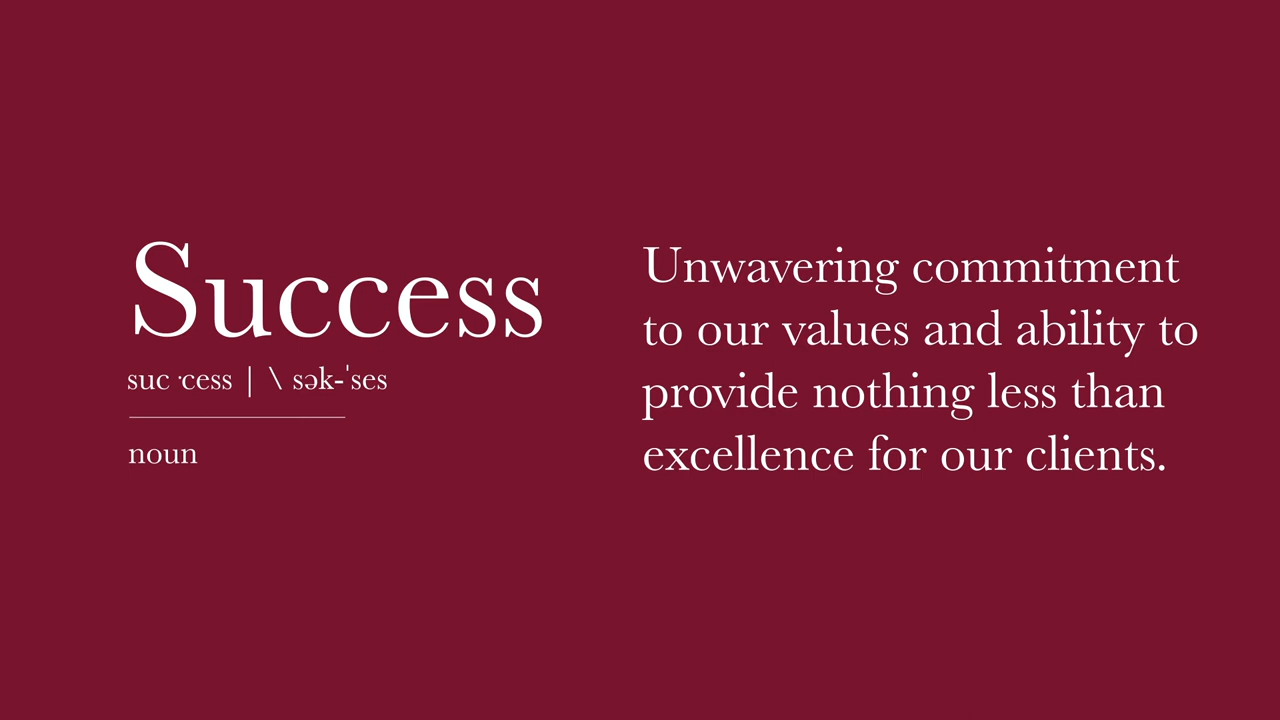 Success
suc ·cess | \ sək-ˈses
noun
Unwavering commitment
to our values and ability to
provide nothing less than
excellence for our clients.